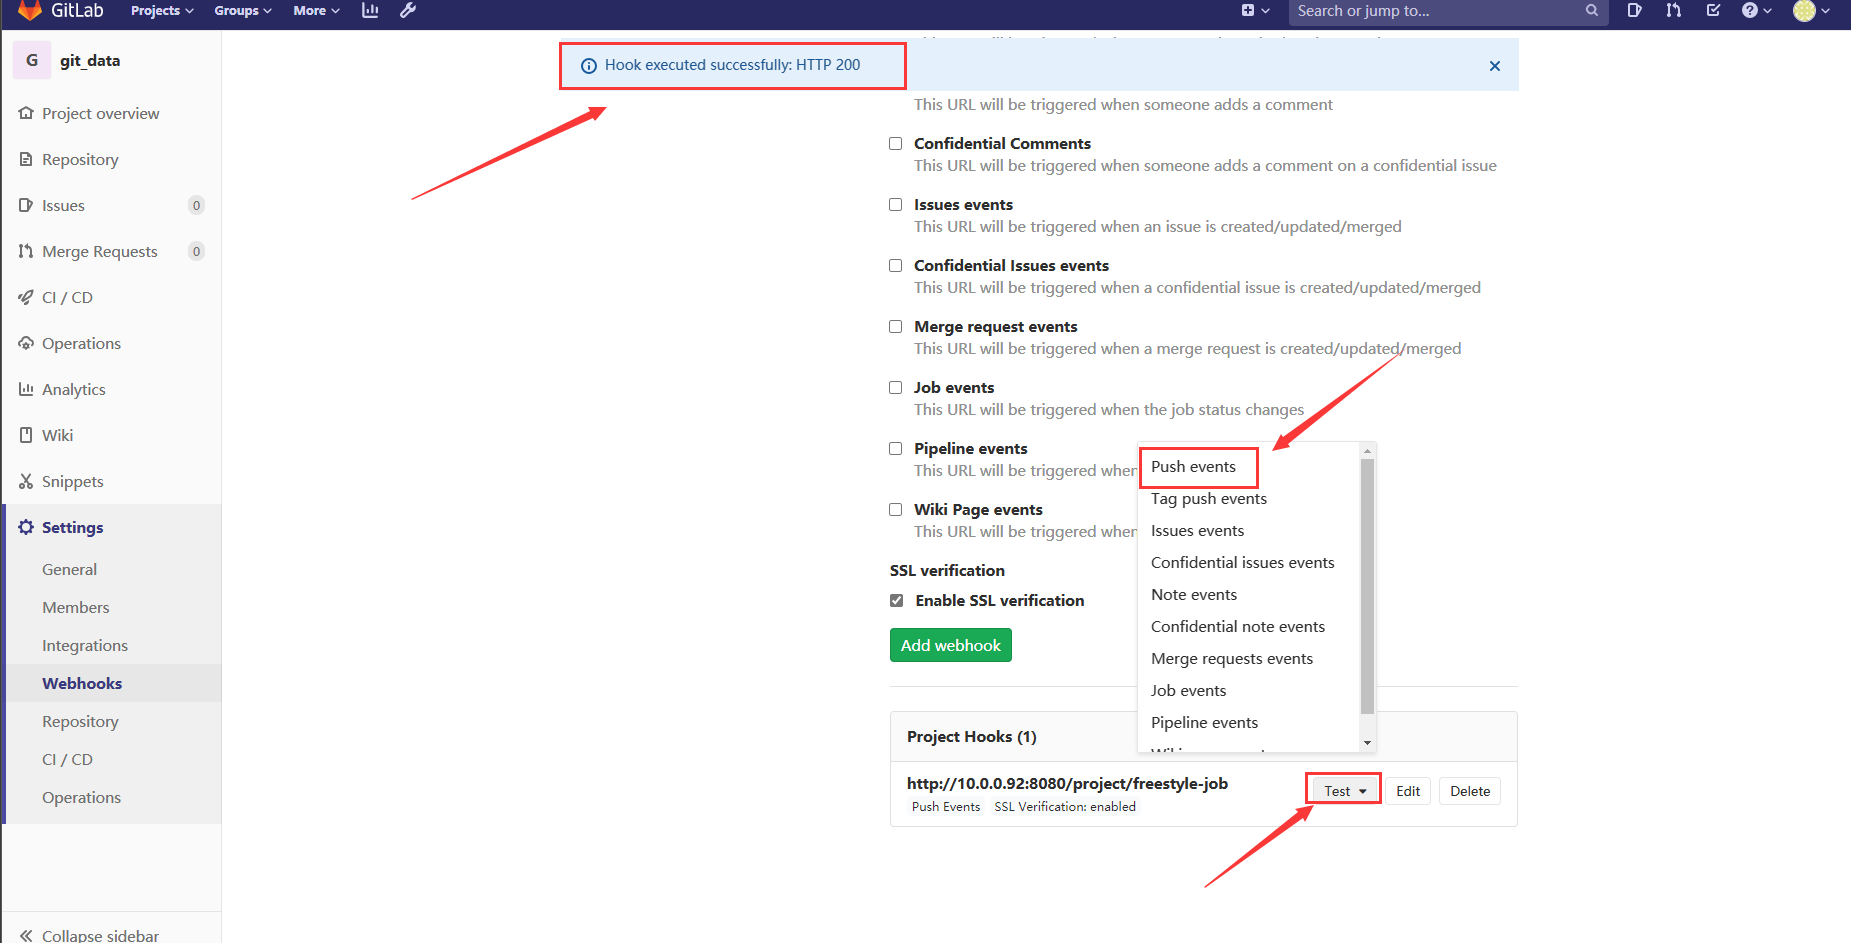 GitLab Projects Groups More Search or jump to...
G git_data
Project overview
Repository
Issues 0
Merge Requests 0
CI / CD
Operations
Analytics
Wiki
Snippets
Settings
General
Members
Integrations
Webhooks
Repository
CI / CD
Operations
Collapse sidebar
Hook executed successfully: HTTP 200
This URL will be triggered when someone adds a comment
Confidential Comments
This URL will be triggered when someone adds a comment on a confidential issue
Issues events
This URL will be triggered when an issue is created/updated/merged
Confidential Issues events
This URL will be triggered when a confidential issue is created/updated/merged
Merge request events
This URL will be triggered when a merge request is created/updated/merged
Job events
This URL will be triggered when the job status changes
Pipeline events
This URL will be triggered when
Wiki Page events
This URL will be triggered when
SSL verification
Enable SSL verification
Add webhook
Push events
Tag push events
Issues events
Confidential issues events
Note events
Confidential note events
Merge requests events
Job events
Pipeline events
Project Hooks (1)
http://10.0.0.92:8080/project/freestyle-job
Push Events SSL Verification: enabled
Test Edit Delete